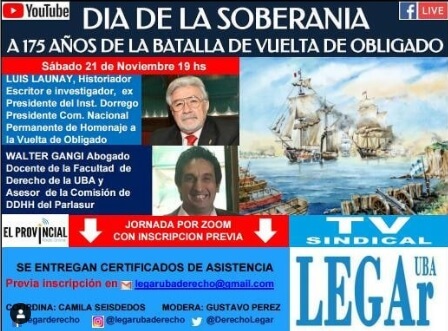 YouTube
f LIVE
DIA DE LA SOBERANIA
A 175 AÑOS DE LA BATALLA DE VUELTA DE OBLIGADO
Sábado 21 de Noviembre 19 hs
LUIS LAUNAY, Historiador
Escritor e investigador, ex
Presidente del Inst. Dorrego
Presidente Com. Nacional
Permanente de Homenaje a
la Vuelta de Obligado
WALTER GANGI Abogado
Docente de la Facultad de
Derecho de la UBA y
Asesor de la Comisión de
DDHH del Parlasur
EL PROVINCIAL
JORNADA POR ZOOM
CON INSCRIPCION PREVIA
TV
SINDICAL
SE ENTREGAN CERTIFICADOS DE ASISTENCIA
Previa inscripción en legarubaderecho@gmail.com
LEGAr
UBA
COORDINA: CAMILA SEISDEDOS MODERA: GUSTAVO PEREZ
@legarderecho @legarubaderecho @DerechoLegar